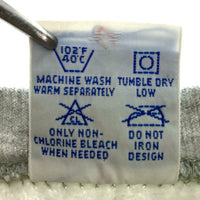 102°F
40°C
MACHINE WASH
WARM SEPARATELY
TUMBLE DRY
LOW
CL
ONLY NON-
CHLORINE BLEACH
WHEN NEEDED
DO NOT
IRON
DESIGN